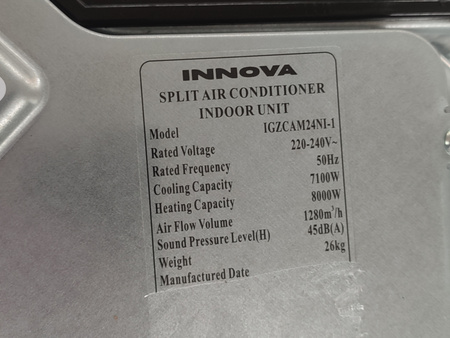 INNOVA
SPLIT AIR CONDITIONER
INDOOR UNIT
Model IGZCAM24NI-1
Rated Voltage 220-240V~
Rated Frequency 50Hz
Cooling Capacity 7100W
Heating Capacity 8000W
Air Flow Volume 1280m³/h
Sound Pressure Level(H) 45dB(A)
Weight 26kg
Manufactured Date